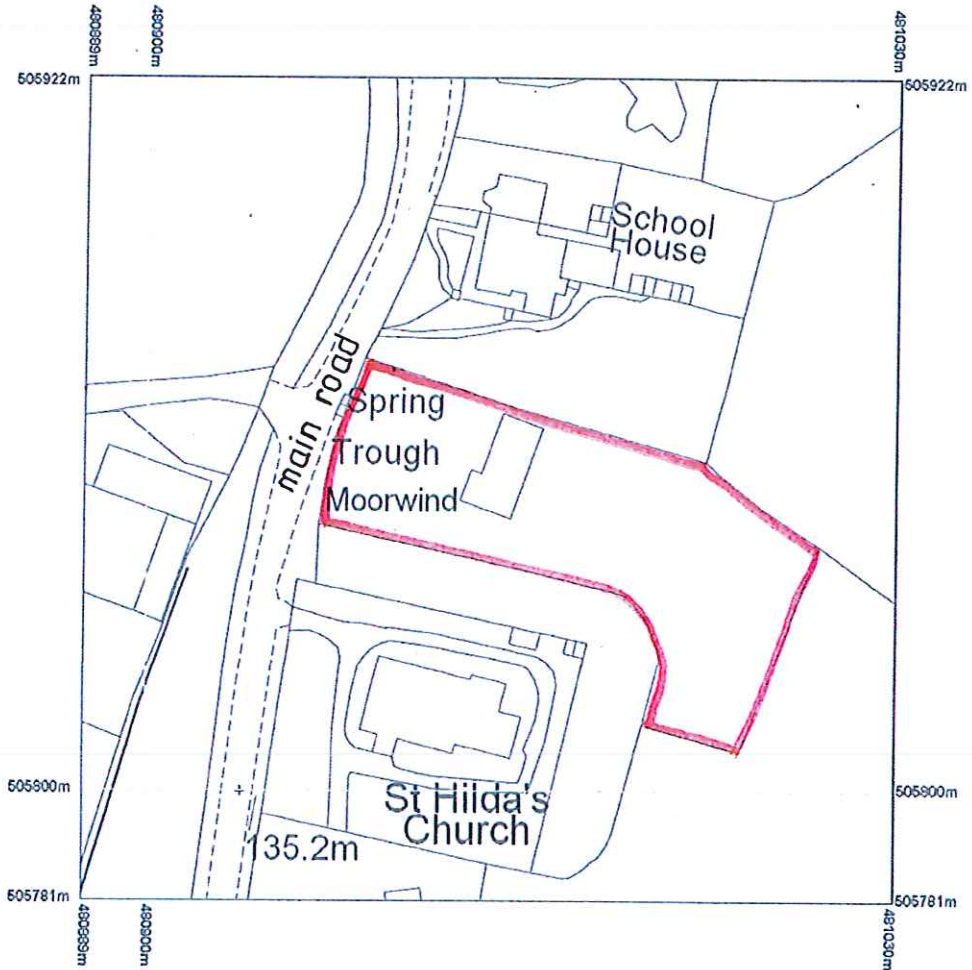 480889m
480900m
481030m
505922m
505922m
School
House
main road
Spring
Trough
Moorwind
505800m
505800m
St Hilda's
Church
135.2m
505781m
505781m
480889m
480900m
481030m